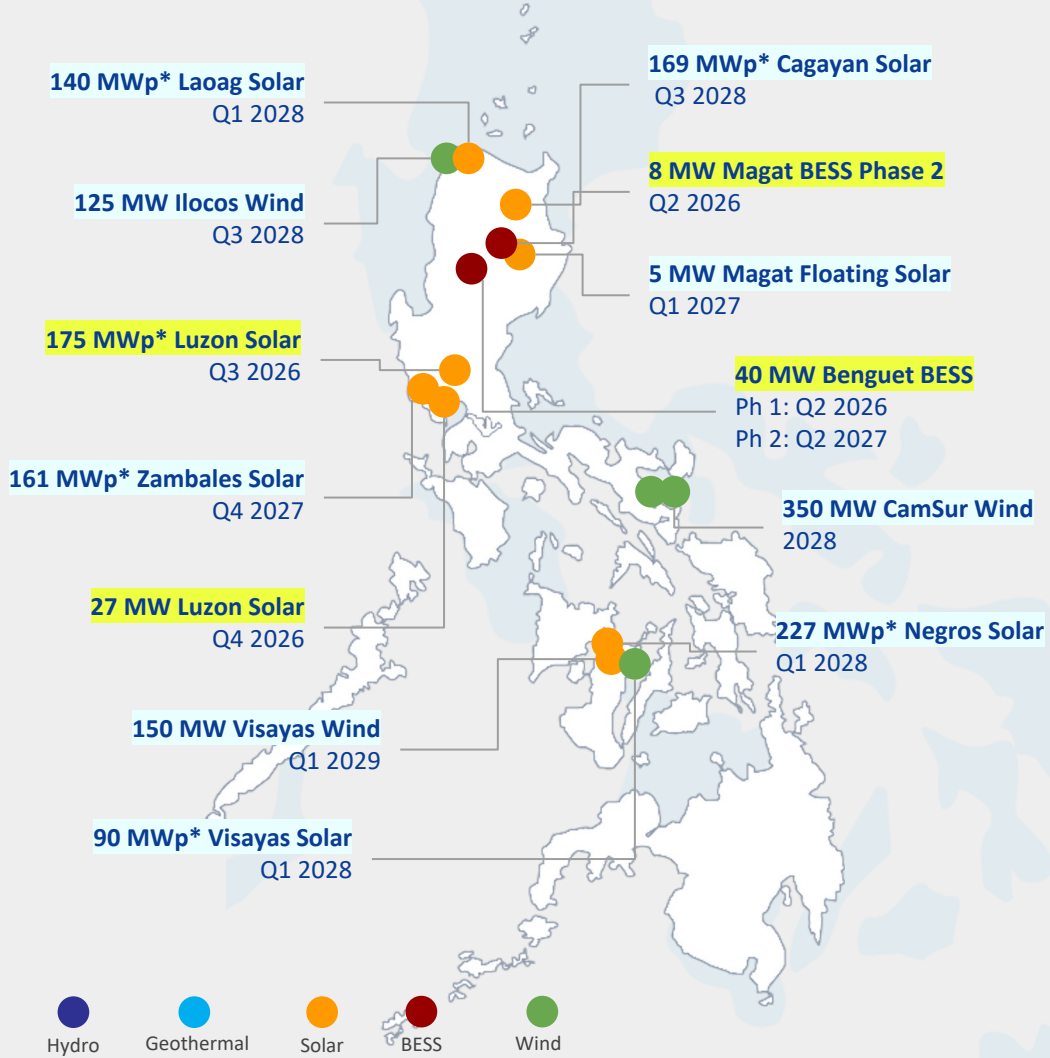 140 MWp* Laoag Solar
Q1 2028
169 MWp* Cagayan Solar
Q3 2028
125 MW Ilocos Wind
Q3 2028
8 MW Magat BESS Phase 2
Q2 2026
5 MW Magat Floating Solar
Q1 2027
175 MWp* Luzon Solar
Q3 2026
40 MW Benguet BESS
Ph 1: Q2 2026
Ph 2: Q2 2027
161 MWp* Zambales Solar
Q4 2027
350 MW CamSur Wind
2028
27 MW Luzon Solar
Q4 2026
227 MWp* Negros Solar
Q1 2028
150 MW Visayas Wind
Q1 2029
90 MWp* Visayas Solar
Q1 2028
Hydro
Geothermal
Solar
BESS
Wind